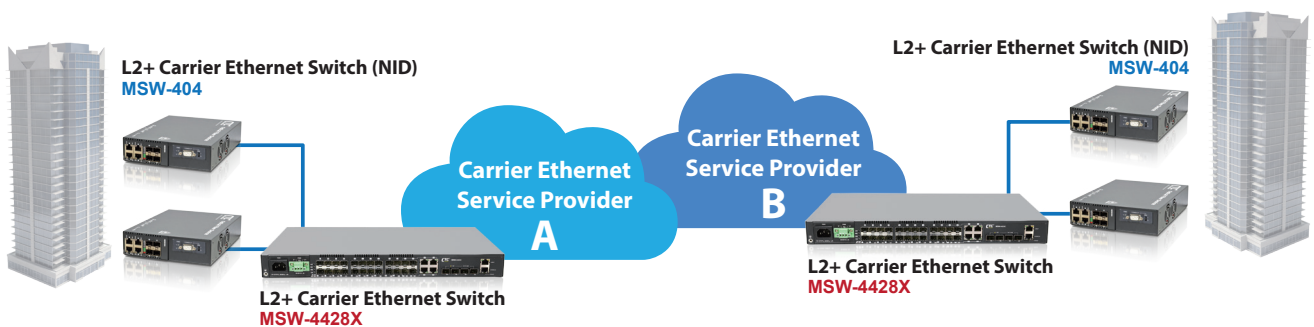 L2+ Carrier Ethernet Switch (NID)
MSW-404
L2+ Carrier Ethernet Switch (NID)
MSW-404
Carrier Ethernet
Service Provider
A
Carrier Ethernet
Service Provider
B
L2+ Carrier Ethernet Switch
MSW-4428X
L2+ Carrier Ethernet Switch
MSW-4428X